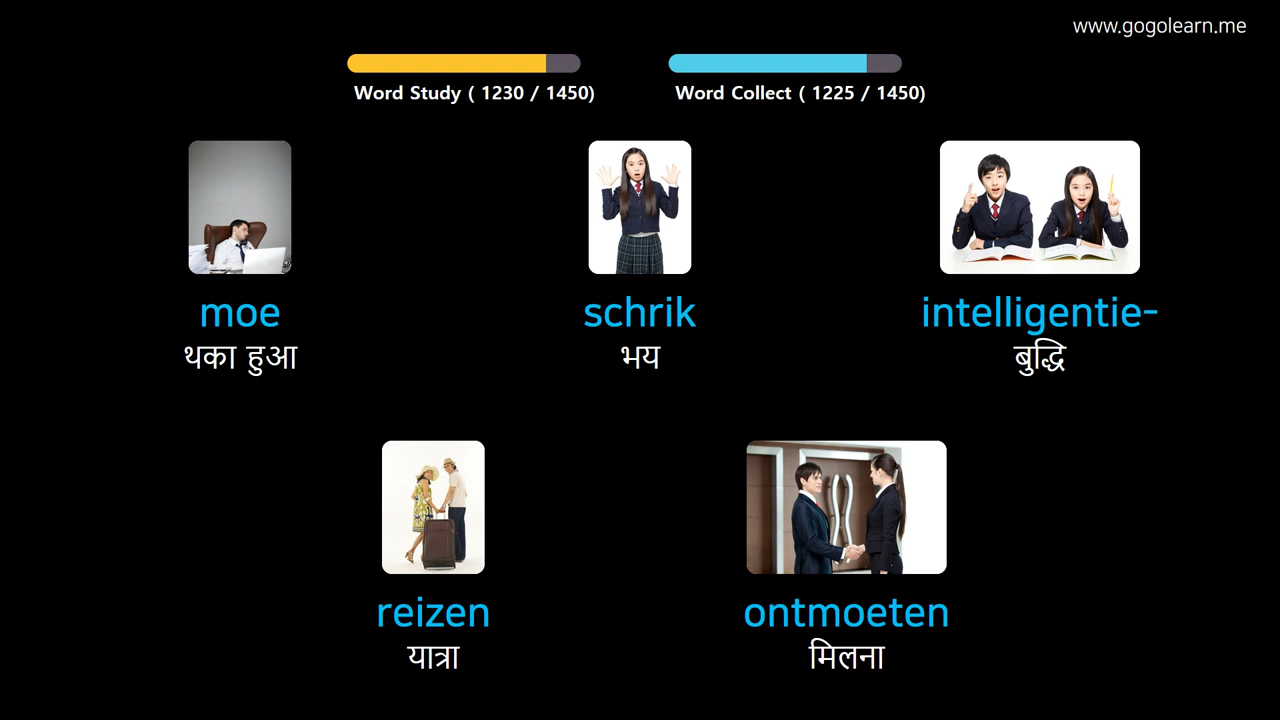 www.gogolearn.me
Word Study ( 1230 / 1450)
Word Collect ( 1225 / 1450)
moe
थका हुआ
schrik
भय
intelligentie-
बुद्धि
reizen
यात्रा
ontmoeten
मिलना